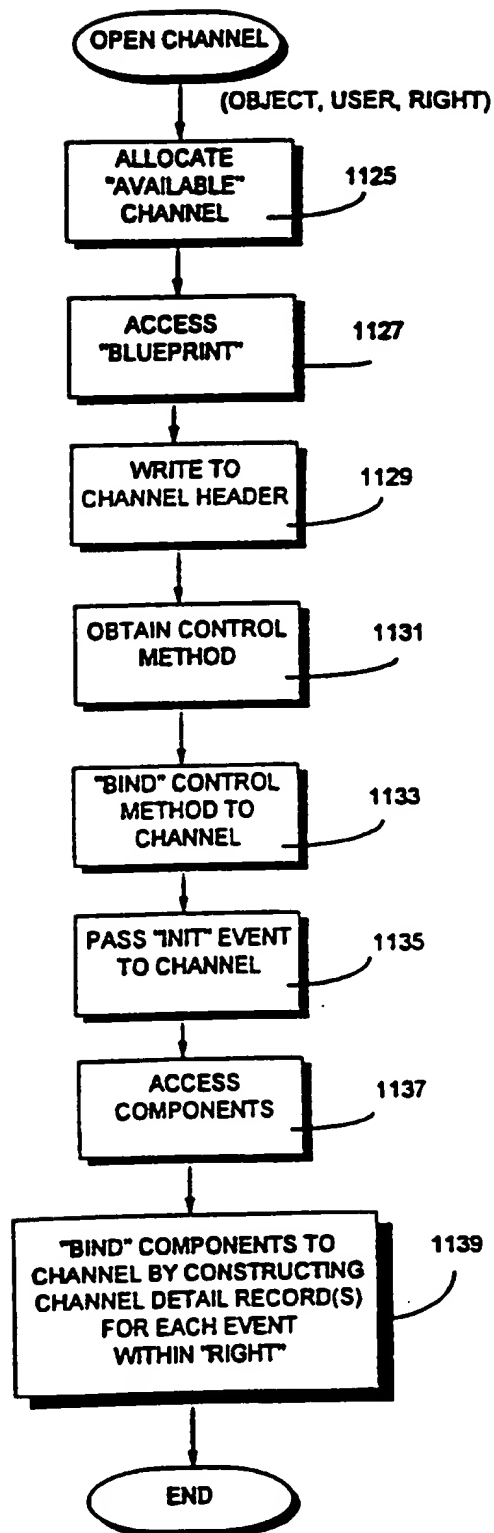 OPEN CHANNEL
(OBJECT, USER, RIGHT)
ALLOCATE
"AVAILABLE"
CHANNEL
1125
ACCESS
"BLUEPRINT"
1127
WRITE TO
CHANNEL HEADER
1129
OBTAIN CONTROL
METHOD
1131
"BIND" CONTROL
METHOD TO
CHANNEL
1133
PASS "INIT" EVENT
TO CHANNEL
1135
ACCESS
COMPONENTS
1137
"BIND" COMPONENTS TO
CHANNEL BY CONSTRUCTING
CHANNEL DETAIL RECORD(S)
FOR EACH EVENT
WITHIN "RIGHT"
1139
END